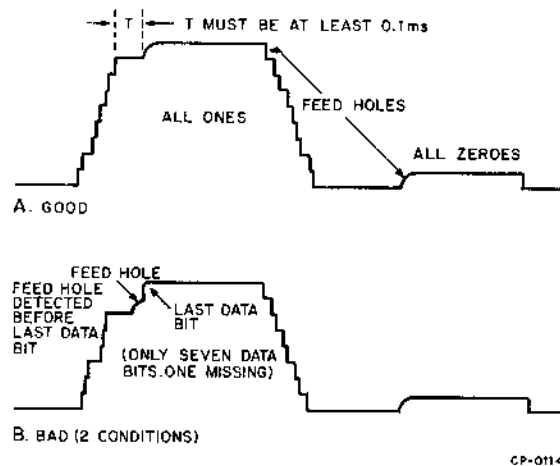 T
T MUST BE AT LEAST 0.1ms
FEED HOLES
ALL ONES
ALL ZEROES
A. GOOD
FEED HOLE
FEED HOLE
DETECTED
BEFORE
LAST DATA
BIT
LAST DATA
BIT
(ONLY SEVEN DATA
BITS. ONE MISSING)
B. BAD (2 CONDITIONS)
CP-0114